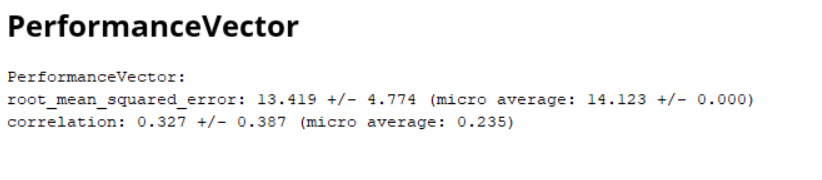 PerformanceVector
PerformanceVector:
root_mean_squared_error: 13.419 +/- 4.774 (micro average: 14.123 +/- 0.000)
correlation: 0.327 +/- 0.387 (micro average: 0.235)